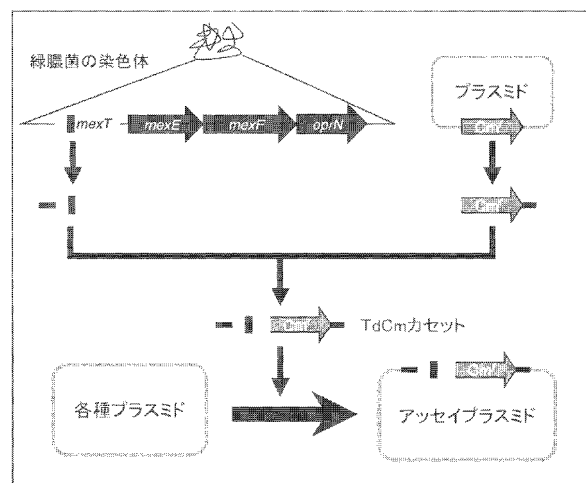 緑膿菌の染色体
プラスミド
mexT mexE mexF oprN
TdCmカセット
各種プラスミド
アッセイプラスミド